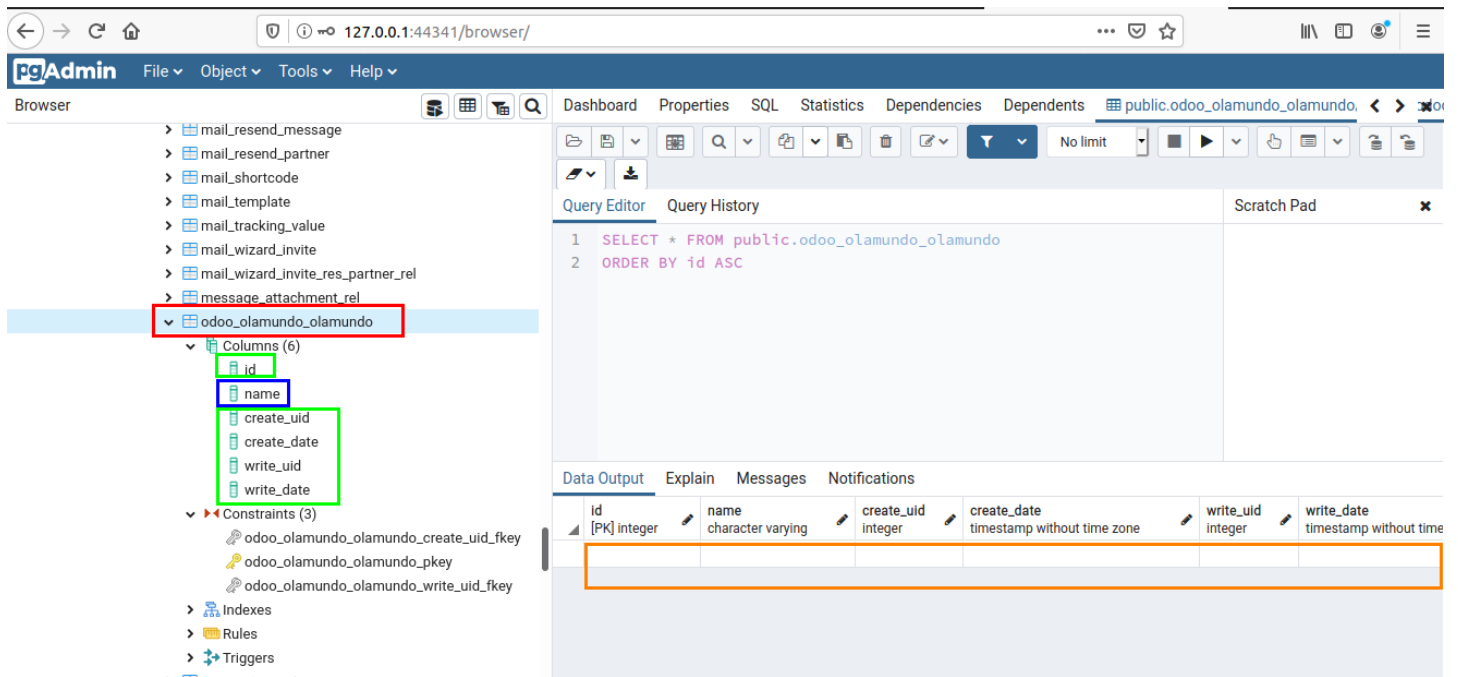 127.0.0.1:44341/browser/
pgAdmin File Object Tools Help
Browser
Dashboard Properties SQL Statistics Dependencies Dependents public.odoo_olamundo_olamundo.
mail_resend_message
mail_resend_partner
mail_shortcode
mail_template
mail_tracking_value
mail_wizard_invite
mail_wizard_invite_res_partner_rel
message_attachment_rel
odoo_olamundo_olamundo
Columns (6)
id
name
create_uid
create_date
write_uid
write_date
Constraints (3)
odoo_olamundo_olamundo_create_uid_fkey
odoo_olamundo_olamundo_pkey
odoo_olamundo_olamundo_write_uid_fkey
Indexes
Rules
Triggers
No limit
Query Editor Query History
Scratch Pad
1 SELECT * FROM public.odoo_olamundo_olamundo
2 ORDER BY id ASC
Data Output Explain Messages Notifications
id name create_uid create_date write_uid write_date
[PK] integer character varying integer timestamp without time zone integer timestamp without time